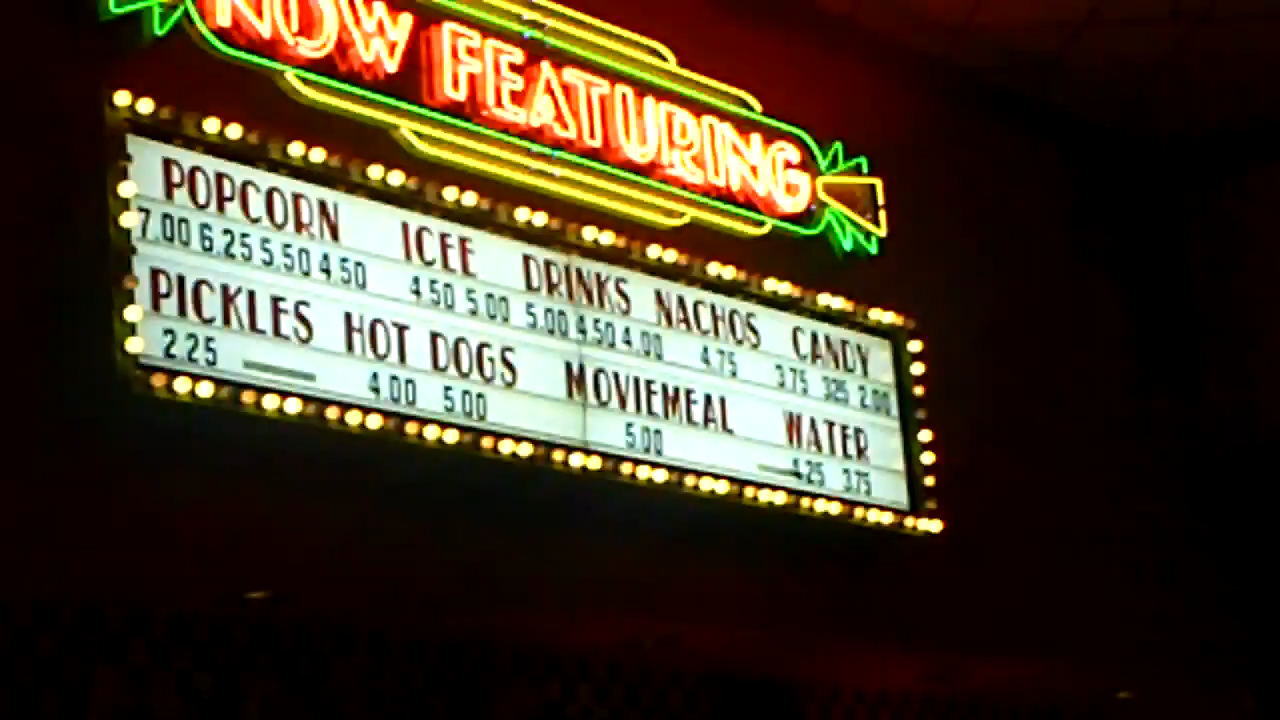 NOW FEATURING
POPCORN ICEE DRINKS NACHOS CANDY
7.00 6.25 5.50 4.50 4.50 5.00 5.00 4.50 4.00 4.75 3.75 3.25 2.00
PICKLES HOT DOGS MOVIEMEAL WATER
2.25 4.00 5.00 5.00 4.25 3.75